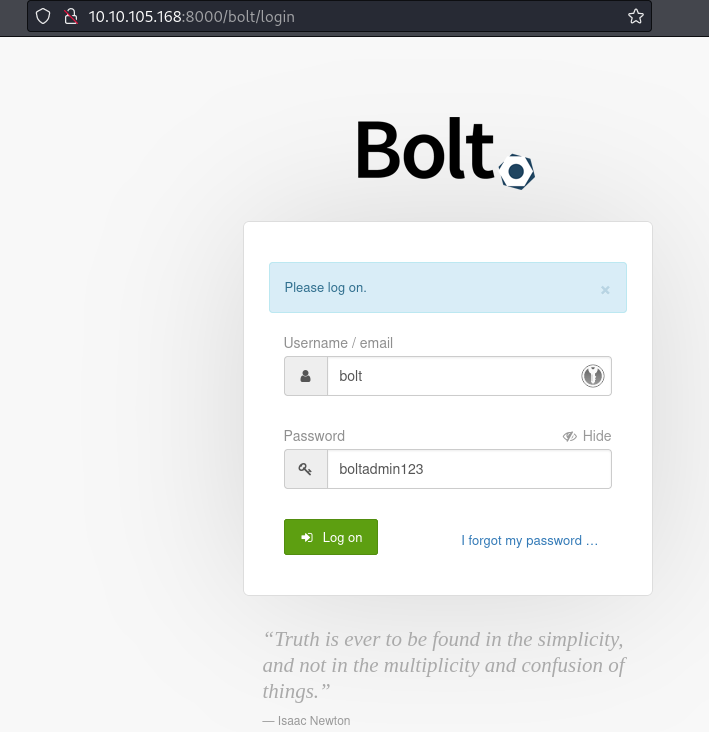 10.10.105.168:8000/bolt/login
Bolt
Please log on.
Username / email
bolt
Password
Hide
boltadmin123
Log on
I forgot my password …
“Truth is ever to be found in the simplicity,
and not in the multiplicity and confusion of
things.”
— Isaac Newton